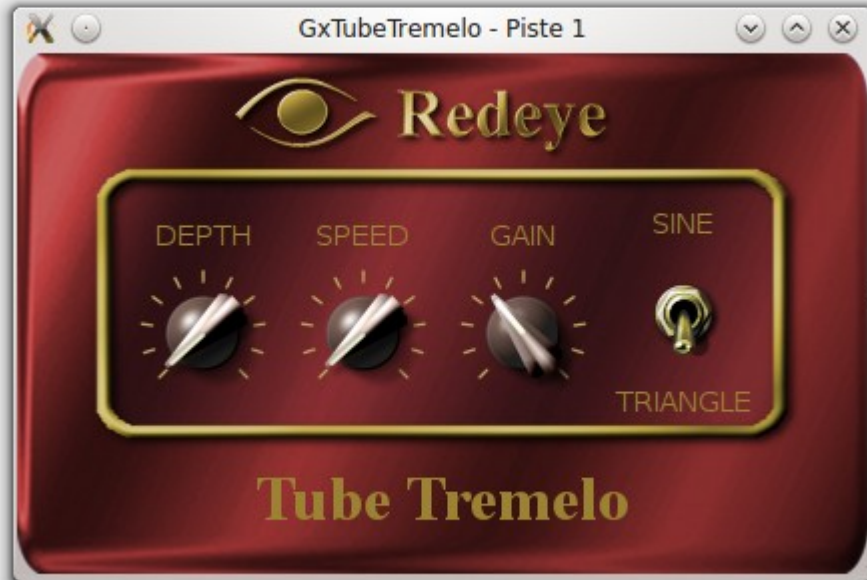 GxTubeTremelo - Piste 1
Redeye
DEPTH SPEED GAIN SINE
TRIANGLE
Tube Tremelo